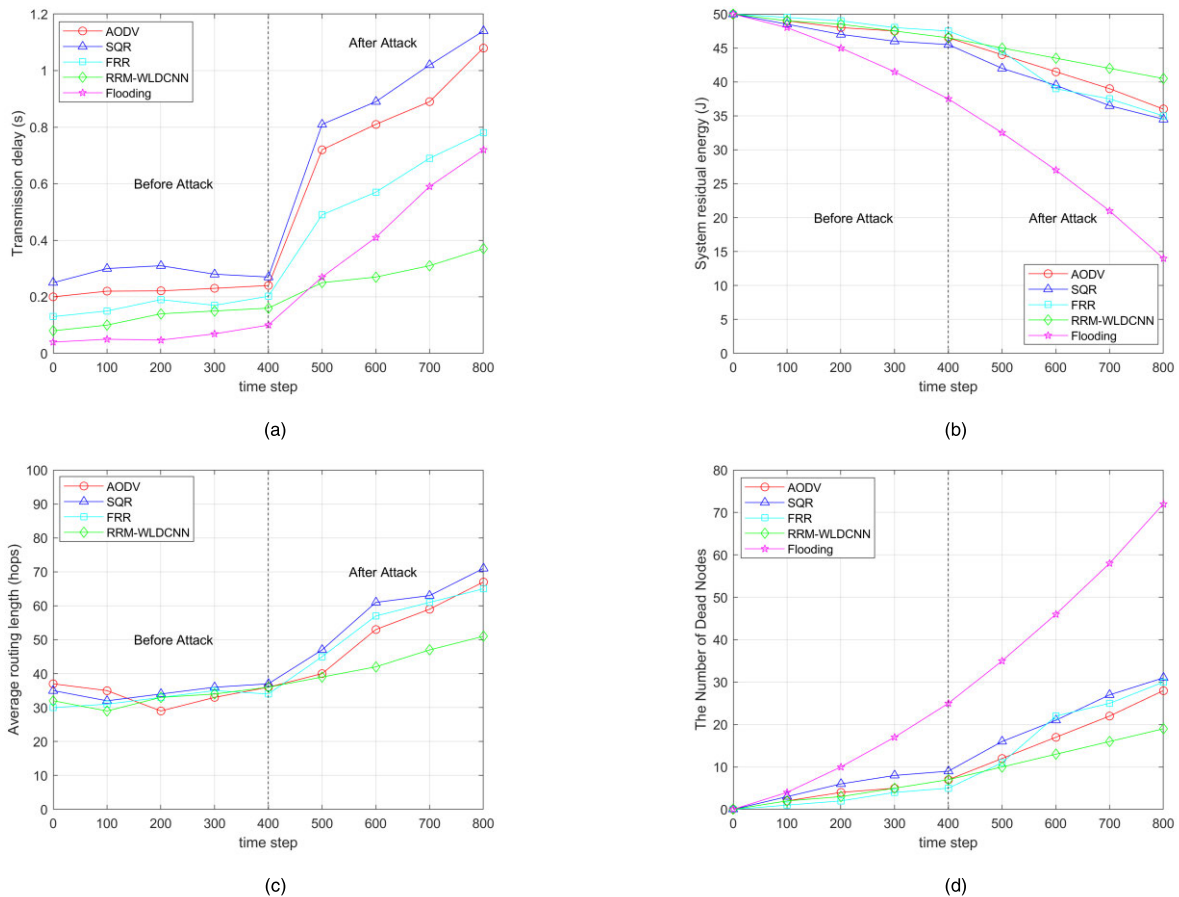 1.4
1.2
1
0.8
0.6
0.4
0.2
0
Transmission delay (s)
AODV
SQR
FRR
RRM-WLDCNN
Flooding
Before Attack
After Attack
0 100 200 300 400 500 600 700 800
time step
(a)
50
45
40
35
30
25
20
15
10
5
0
System residual energy (J)
Before Attack
After Attack
AODV
SQR
FRR
RRM-WLDCNN
Flooding
0 100 200 300 400 500 600 700 800
time step
(b)
100
90
80
70
60
50
40
30
20
10
0
Average routing length (hops)
AODV
SQR
FRR
RRM-WLDCNN
Before Attack
After Attack
0 100 200 300 400 500 600 700 800
time step
(c)
80
70
60
50
40
30
20
10
0
The Number of Dead Nodes
AODV
SQR
FRR
RRM-WLDCNN
Flooding
0 100 200 300 400 500 600 700 800
time step
(d)